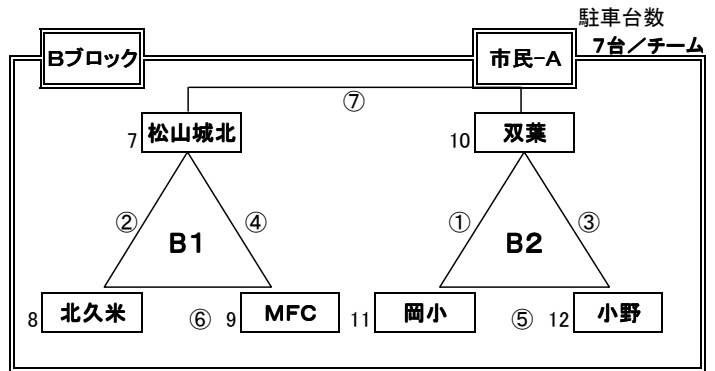 駐車台数
Bブロック
市民-A
7台／チーム
⑦
7 松山城北
10 双葉
② ④
① ③
B1
B2
8 北久米
⑥
9 MFC
11 岡小
⑤
12 小野